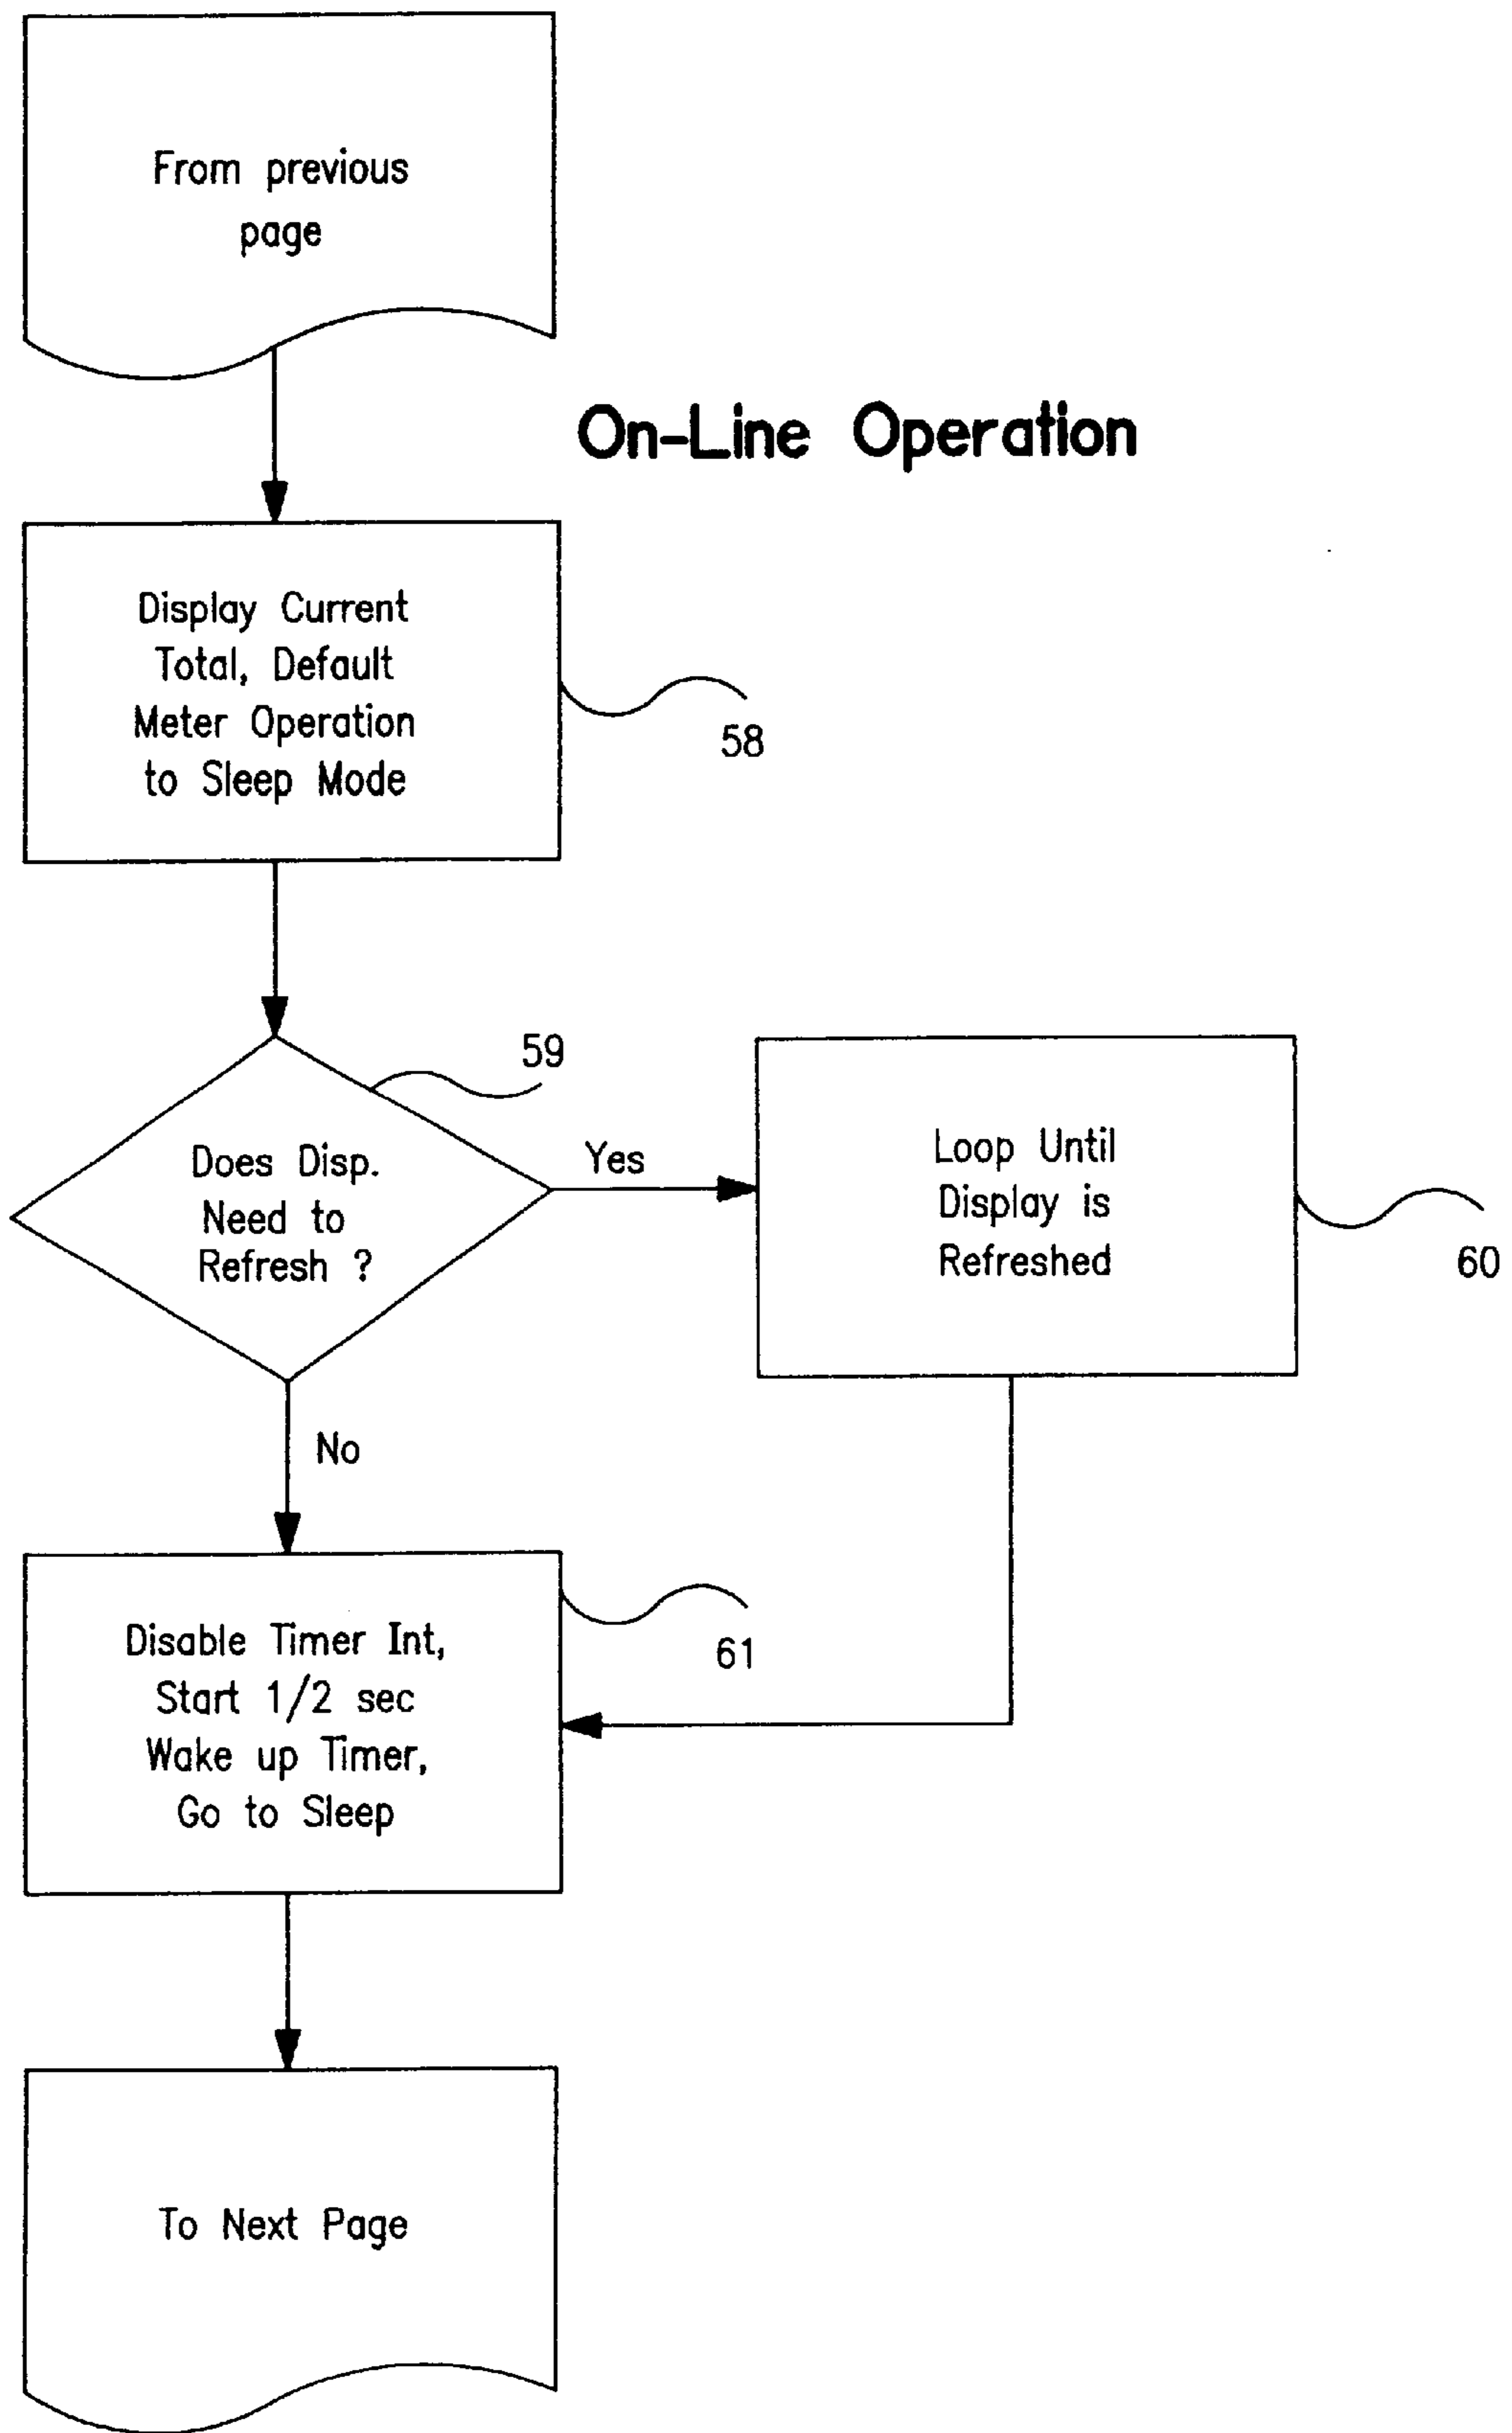 From previous
page
On-Line Operation
Display Current
Total, Default
Meter Operation
to Sleep Mode
58
59
Does Disp.
Need to
Refresh ?
Yes
Loop Until
Display is
Refreshed
60
No
Disable Timer Int,
Start 1/2 sec
Wake up Timer,
Go to Sleep
61
To Next Page